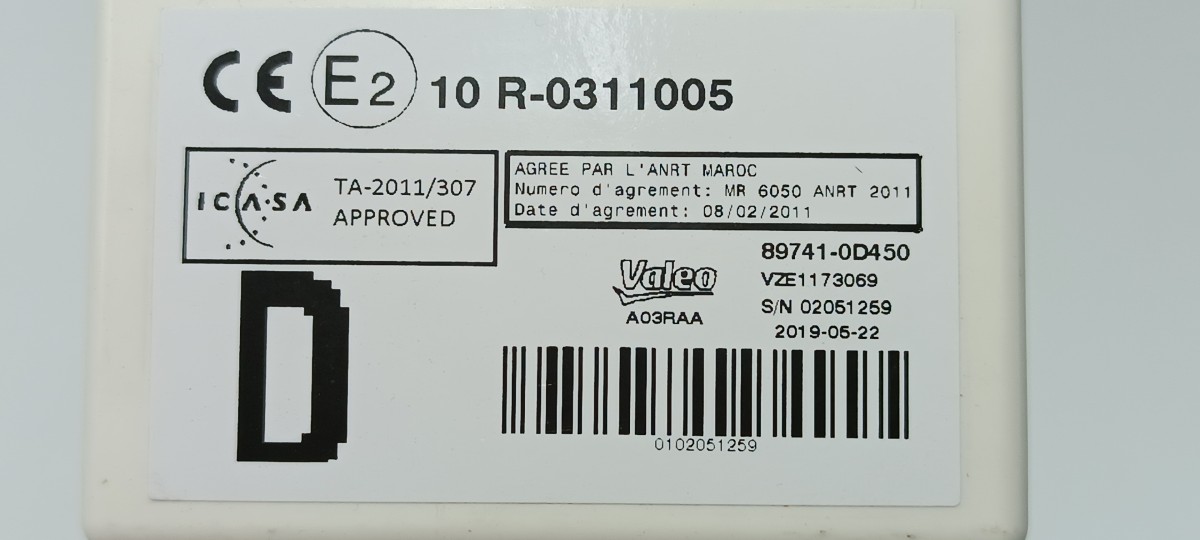 CE E2 10 R-0311005
ICASA
TA-2011/307
APPROVED
AGREE PAR L'ANRT MAROC
Numero d'agrement: MR 6050 ANRT 2011
Date d'agrement: 08/02/2011
89741-0D450
Valeo
VZE1173069
A03RAA
S/N 02051259
2019-05-22
D
0102051259